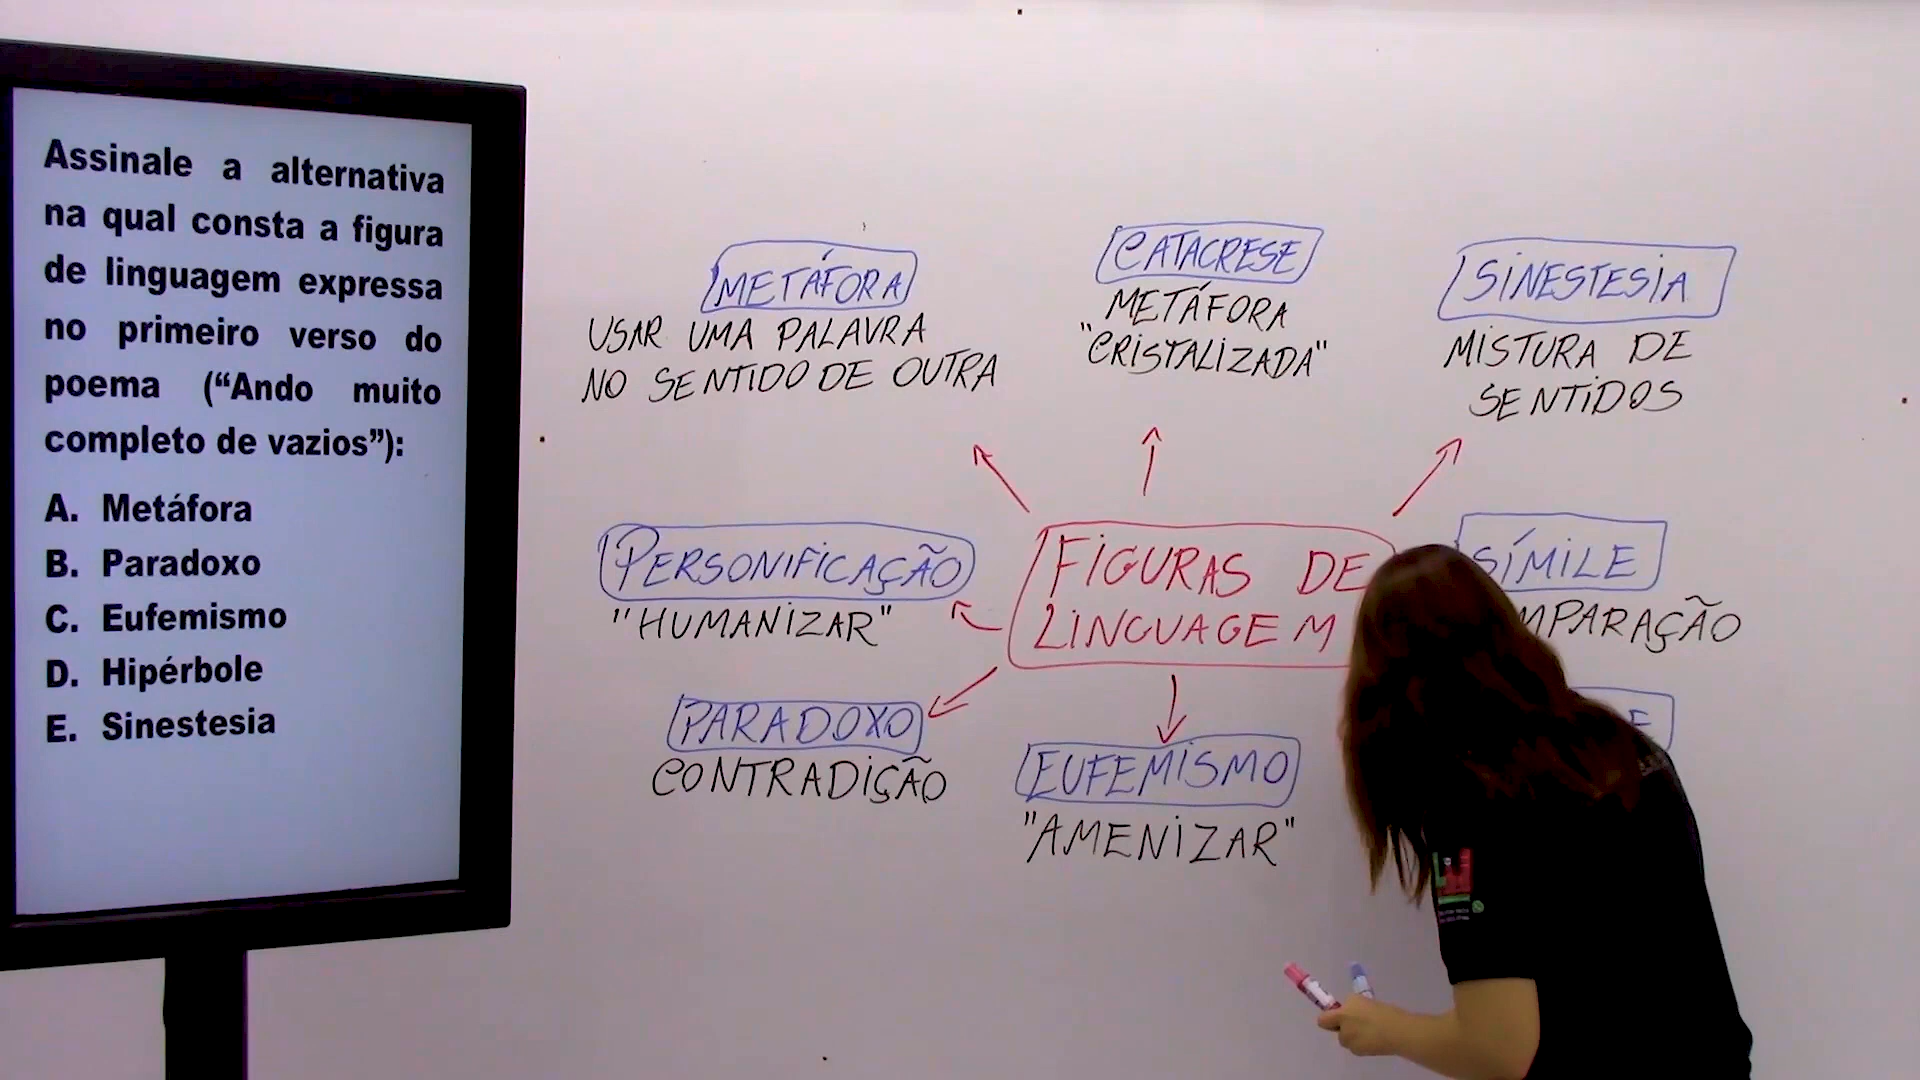 Assinale a alternativa
na qual consta a figura
de linguagem expressa
no primeiro verso do
poema (“Ando muito
completo de vazios”):
A. Metáfora
B. Paradoxo
C. Eufemismo
D. Hipérbole
E. Sinestesia
METÁFORA
USAR UMA PALAVRA
NO SENTIDO DE OUTRA
CATACRESE
METÁFORA
"CRISTALIZADA"
SINESTESIA
MISTURA DE
SENTIDOS
PERSONIFICAÇÃO
"HUMANIZAR"
FIGURAS DE
LINGUAGEM
SÍMILE
MPARAÇÃO
PARADOXO
CONTRADIÇÃO
EUFEMISMO
"AMENIZAR"
E